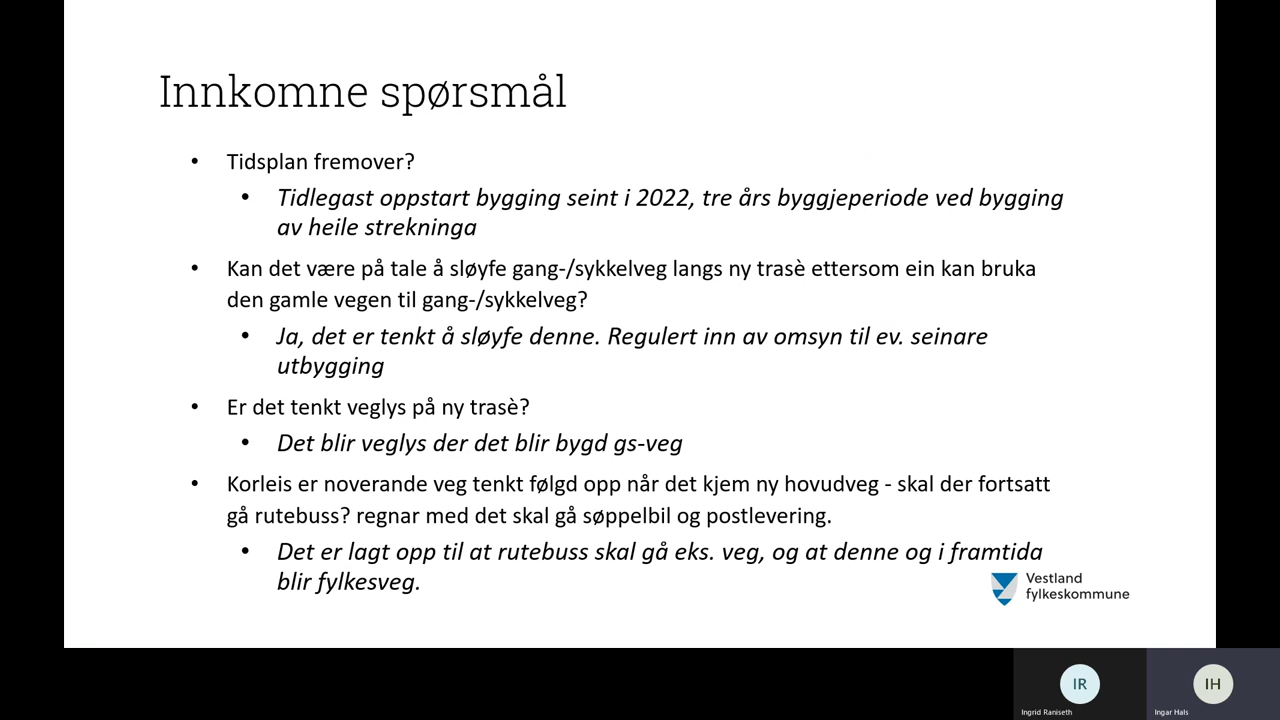 Innkomne spørsmål
• Tidsplan fremover?
• Tidlegast oppstart bygging seint i 2022, tre års byggjeperiode ved bygging
av heile strekninga
• Kan det være på tale å sløyfe gang-/sykkelveg langs ny trasè ettersom ein kan bruka
den gamle vegen til gang-/sykkelveg?
• Ja, det er tenkt å sløyfe denne. Regulert inn av omsyn til ev. seinare
utbygging
• Er det tenkt veglys på ny trasè?
• Det blir veglys der det blir bygd gs-veg
• Korleis er noverande veg tenkt følgd opp når det kjem ny hovudveg - skal der fortsatt
gå rutebuss? regnar med det skal gå søppelbil og postlevering.
• Det er lagt opp til at rutebuss skal gå eks. veg, og at denne og i framtida
blir fylkesveg.
Vestland
fylkeskommune
IR
Ingrid Raniseth
IH
Ingar Hals